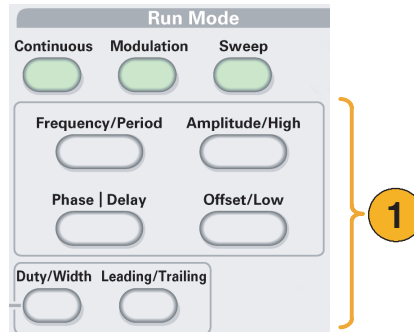 Run Mode
Continuous Modulation Sweep
Frequency/Period Amplitude/High
Phase | Delay Offset/Low
1
Duty/Width Leading/Trailing